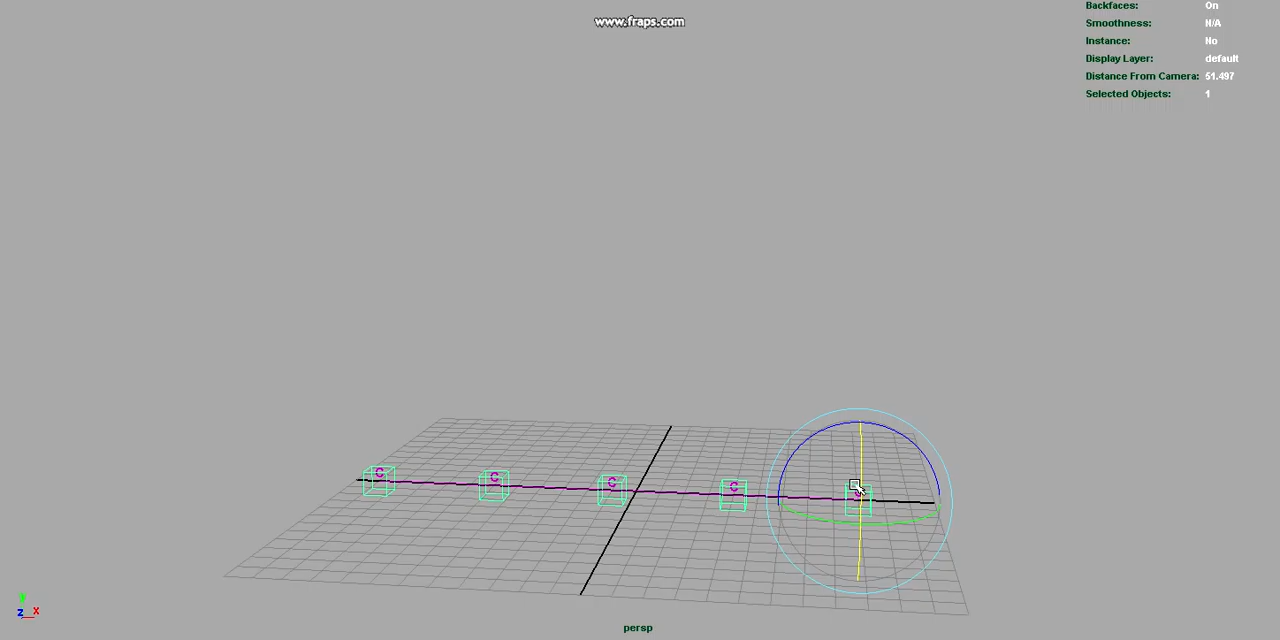 Backfaces: On
www.fraps.com
Smoothness: N/A
Instance: No
Display Layer: default
Distance From Camera: 51.497
Selected Objects: 1
C C C C
y
z x
persp